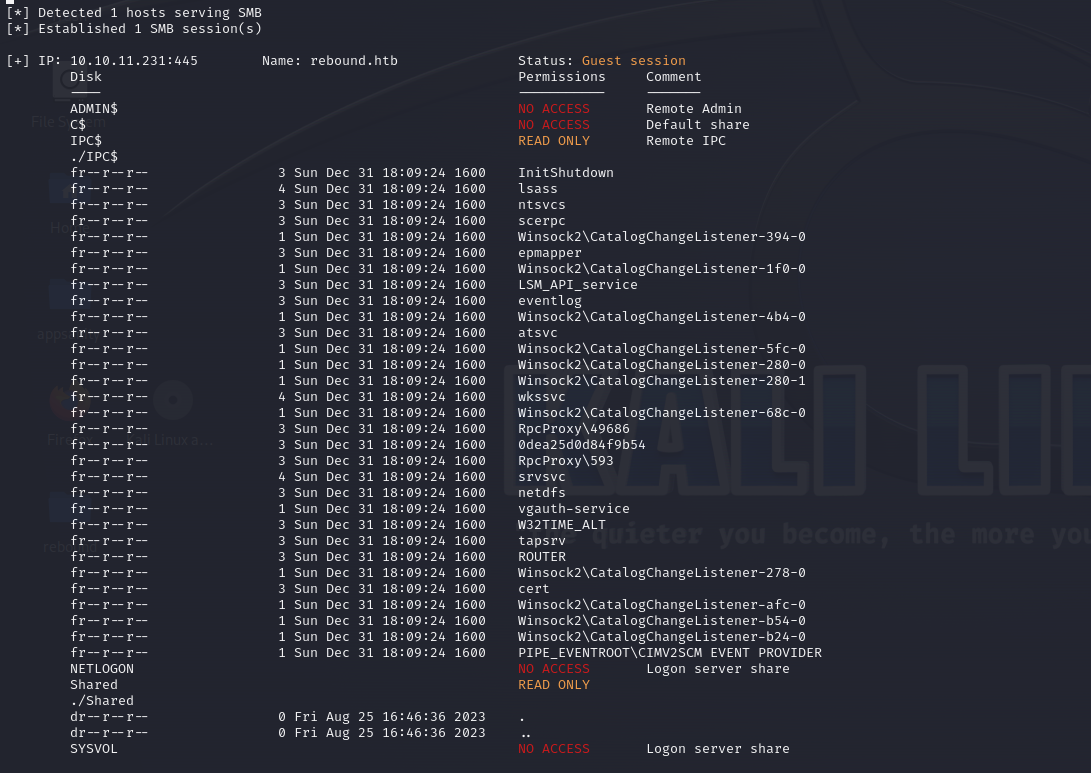 [*] Detected 1 hosts serving SMB
[*] Established 1 SMB session(s)
[+] IP: 10.10.11.231:445 Name: rebound.htb Status: Guest session
Disk Permissions Comment
---- ----------- -------
ADMIN$ NO ACCESS Remote Admin
C$ NO ACCESS Default share
IPC$ READ ONLY Remote IPC
./IPC$
fr--r--r-- 3 Sun Dec 31 18:09:24 1600 InitShutdown
fr--r--r-- 4 Sun Dec 31 18:09:24 1600 lsass
fr--r--r-- 3 Sun Dec 31 18:09:24 1600 ntsvcs
fr--r--r-- 3 Sun Dec 31 18:09:24 1600 scerpc
fr--r--r-- 1 Sun Dec 31 18:09:24 1600 Winsock2\CatalogChangeListener-394-0
fr--r--r-- 3 Sun Dec 31 18:09:24 1600 epmapper
fr--r--r-- 1 Sun Dec 31 18:09:24 1600 Winsock2\CatalogChangeListener-1f0-0
fr--r--r-- 3 Sun Dec 31 18:09:24 1600 LSM_API_service
fr--r--r-- 3 Sun Dec 31 18:09:24 1600 eventlog
fr--r--r-- 1 Sun Dec 31 18:09:24 1600 Winsock2\CatalogChangeListener-4b4-0
fr--r--r-- 3 Sun Dec 31 18:09:24 1600 atsvc
fr--r--r-- 1 Sun Dec 31 18:09:24 1600 Winsock2\CatalogChangeListener-5fc-0
fr--r--r-- 1 Sun Dec 31 18:09:24 1600 Winsock2\CatalogChangeListener-280-0
fr--r--r-- 1 Sun Dec 31 18:09:24 1600 Winsock2\CatalogChangeListener-280-1
fr--r--r-- 4 Sun Dec 31 18:09:24 1600 wkssvc
fr--r--r-- 1 Sun Dec 31 18:09:24 1600 Winsock2\CatalogChangeListener-68c-0
fr--r--r-- 3 Sun Dec 31 18:09:24 1600 RpcProxy\49686
fr--r--r-- 3 Sun Dec 31 18:09:24 1600 0dea25d0d84f9b54
fr--r--r-- 3 Sun Dec 31 18:09:24 1600 RpcProxy\593
fr--r--r-- 4 Sun Dec 31 18:09:24 1600 srvsvc
fr--r--r-- 3 Sun Dec 31 18:09:24 1600 netdfs
fr--r--r-- 1 Sun Dec 31 18:09:24 1600 vgauth-service
fr--r--r-- 3 Sun Dec 31 18:09:24 1600 W32TIME_ALT
fr--r--r-- 3 Sun Dec 31 18:09:24 1600 tapsrv
fr--r--r-- 3 Sun Dec 31 18:09:24 1600 ROUTER
fr--r--r-- 1 Sun Dec 31 18:09:24 1600 Winsock2\CatalogChangeListener-278-0
fr--r--r-- 3 Sun Dec 31 18:09:24 1600 cert
fr--r--r-- 1 Sun Dec 31 18:09:24 1600 Winsock2\CatalogChangeListener-afc-0
fr--r--r-- 1 Sun Dec 31 18:09:24 1600 Winsock2\CatalogChangeListener-b54-0
fr--r--r-- 1 Sun Dec 31 18:09:24 1600 Winsock2\CatalogChangeListener-b24-0
fr--r--r-- 1 Sun Dec 31 18:09:24 1600 PIPE_EVENTROOT\CIMV2SCM EVENT PROVIDER
NETLOGON NO ACCESS Logon server share
Shared READ ONLY
./Shared
dr--r--r-- 0 Fri Aug 25 16:46:36 2023 .
dr--r--r-- 0 Fri Aug 25 16:46:36 2023 ..
SYSVOL NO ACCESS Logon server share
KALI LI
quieter you become, the more you